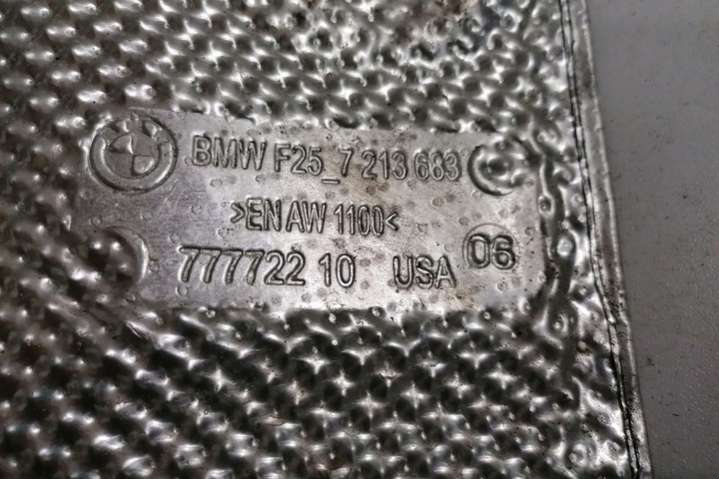 BMW F25_7 213 683
>EN AW 1100<
777722 10 USA 06